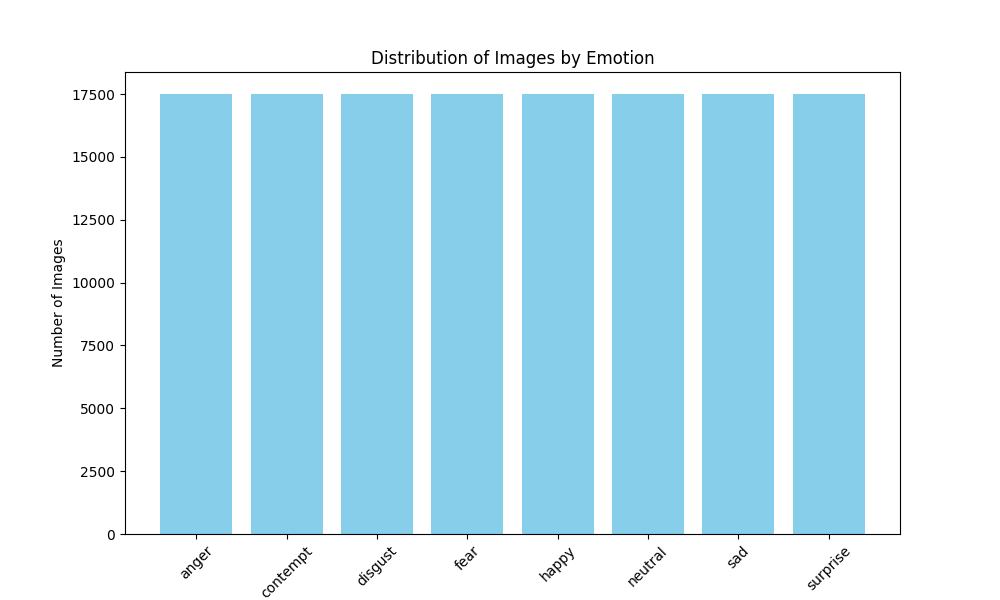 Distribution of Images by Emotion
17500
15000
12500
10000
7500
5000
2500
0
Number of Images
anger
contempt
disgust
fear
happy
neutral
sad
surprise